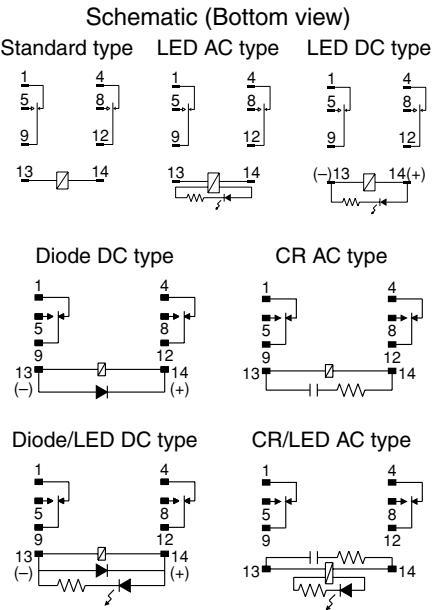 Schematic (Bottom view)
Standard type LED AC type LED DC type
1 4 1 4 1 4
5 8 5 8 5 8
9 12 9 12 9 12
13 14 13 14 (–)13 14(+)
Diode DC type CR AC type
1 4 1 4
5 8 5 8
9 12 9 12
13 14 13 14
(–) (+)
Diode/LED DC type CR/LED AC type
1 4 1 4
5 8 5 8
9 12 9 12
13 14 13 14
(–) (+)